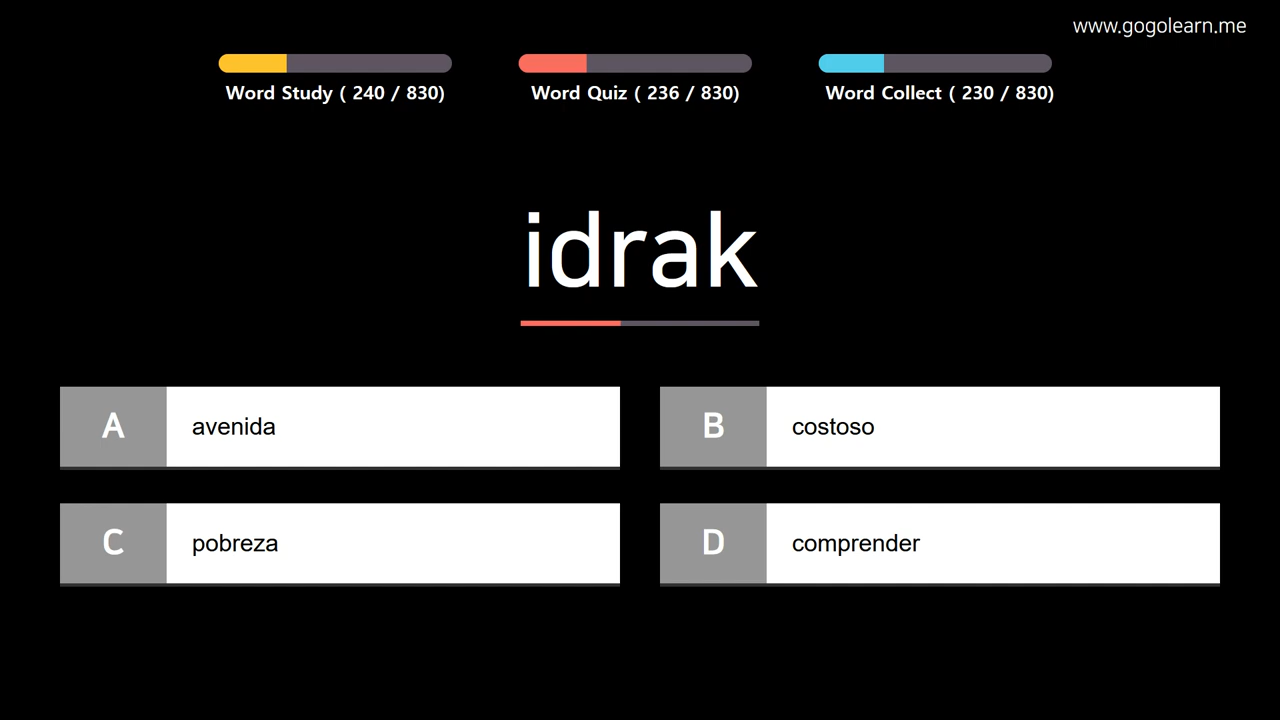 www.gogolearn.me
Word Study ( 240 / 830)
Word Quiz ( 236 / 830)
Word Collect ( 230 / 830)
idrak
A avenida
B costoso
C pobreza
D comprender